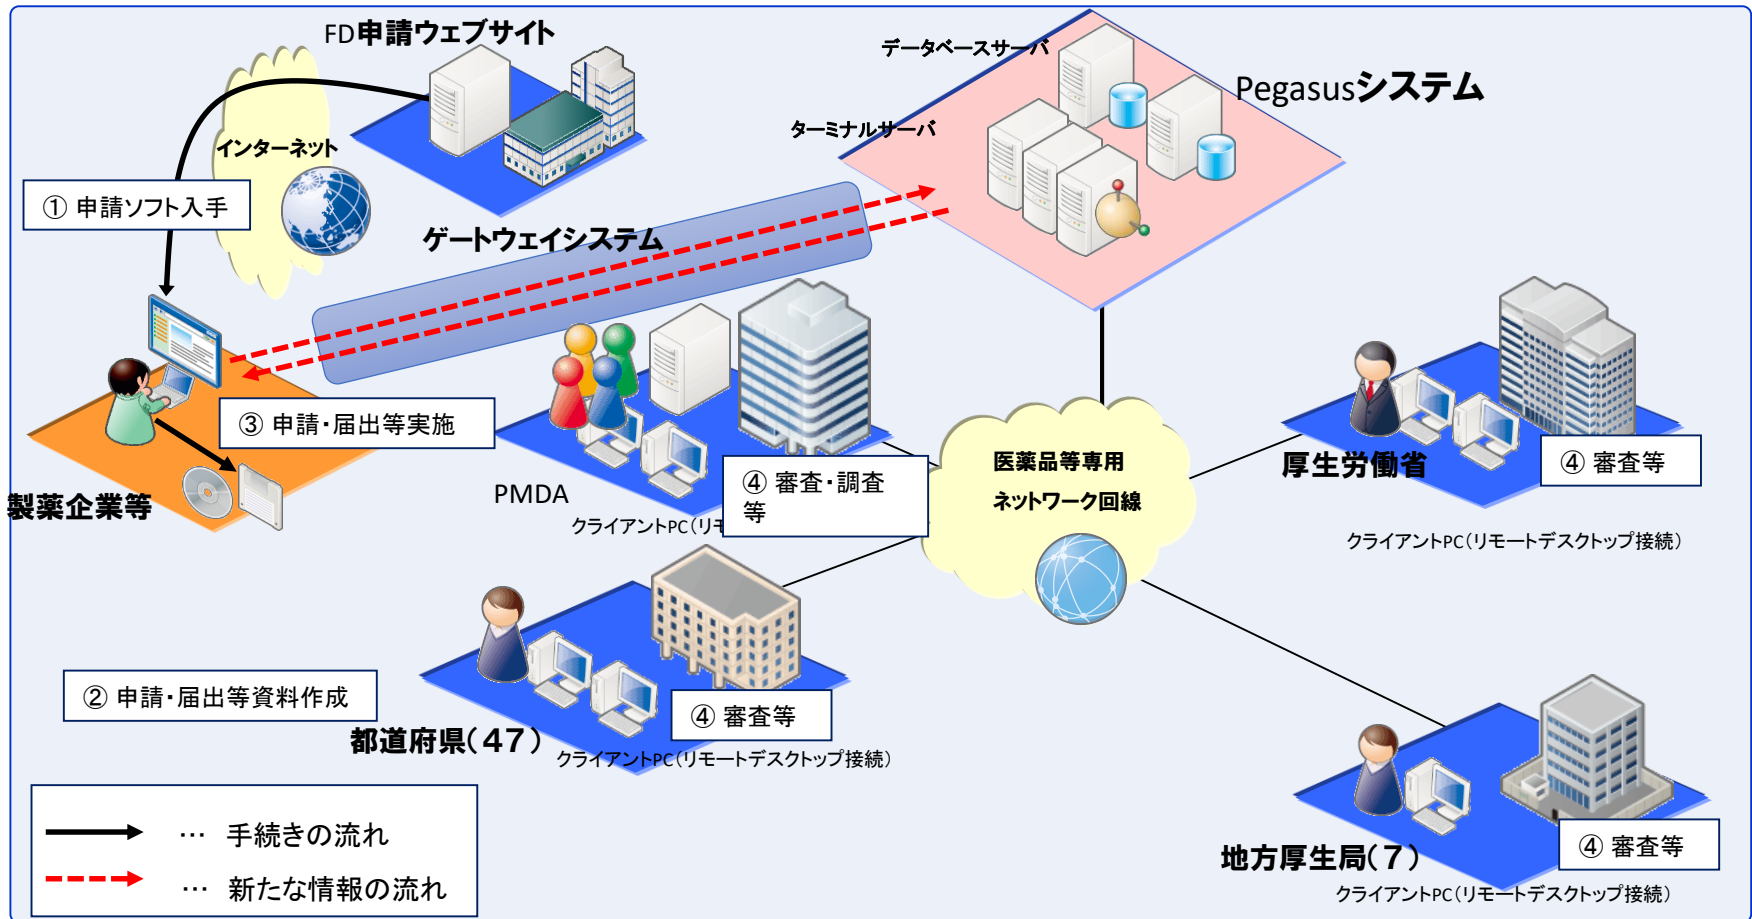 FD申請ウェブサイト
データベースサーバ
Pegasusシステム
ターミナルサーバ
インターネット
① 申請ソフト入手
ゲートウェイシステム
③ 申請・届出等実施
製薬企業等
PMDA
④ 審査・調査
等
クライアントPC(リモ
医薬品等専用
ネットワーク回線
厚生労働省
④ 審査等
クライアントPC(リモートデスクトップ接続)
② 申請・届出等資料作成
④ 審査等
都道府県(47)
クライアントPC(リモートデスクトップ接続)
… 手続きの流れ
… 新たな情報の流れ
地方厚生局(7)
④ 審査等
クライアントPC(リモートデスクトップ接続)